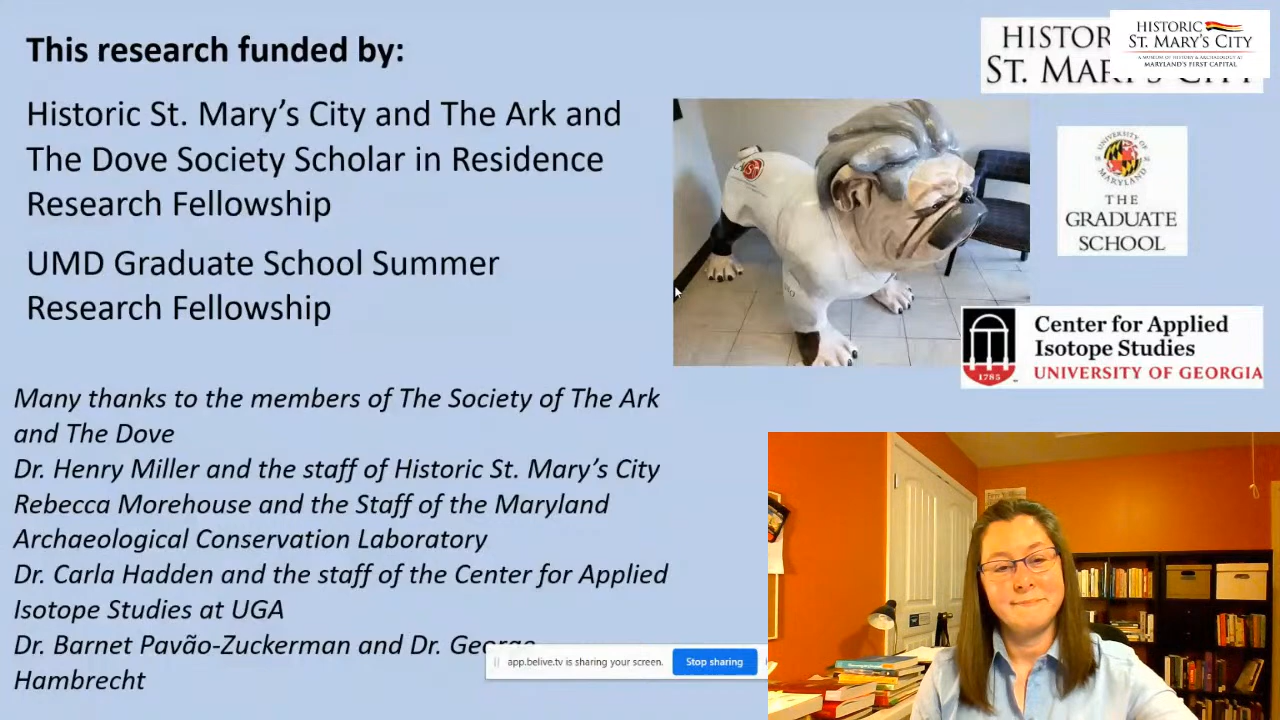 This research funded by:
Historic St. Mary's City and The Ark and
The Dove Society Scholar in Residence
Research Fellowship
UMD Graduate School Summer
Research Fellowship
Many thanks to the members of The Society of The Ark
and The Dove
Dr. Henry Miller and the staff of Historic St. Mary's City
Rebecca Morehouse and the Staff of the Maryland
Archaeological Conservation Laboratory
Dr. Carla Hadden and the staff of the Center for Applied
Isotope Studies at UGA
Dr. Barnet Pavão-Zuckerman and Dr. George
Hambrecht
app.belive.tv is sharing your screen.
Stop sharing
HISTORIC
ST. MARY'S CITY
A MUSEUM OF HISTORY & ARCHAEOLOGY AT
MARYLAND'S FIRST CAPITAL
HISTOR
ST. MARY'S CITY
UNIVERSITY OF
MARYLAND
THE
GRADUATE
SCHOOL
1785
Center for Applied
Isotope Studies
UNIVERSITY OF GEORGIA